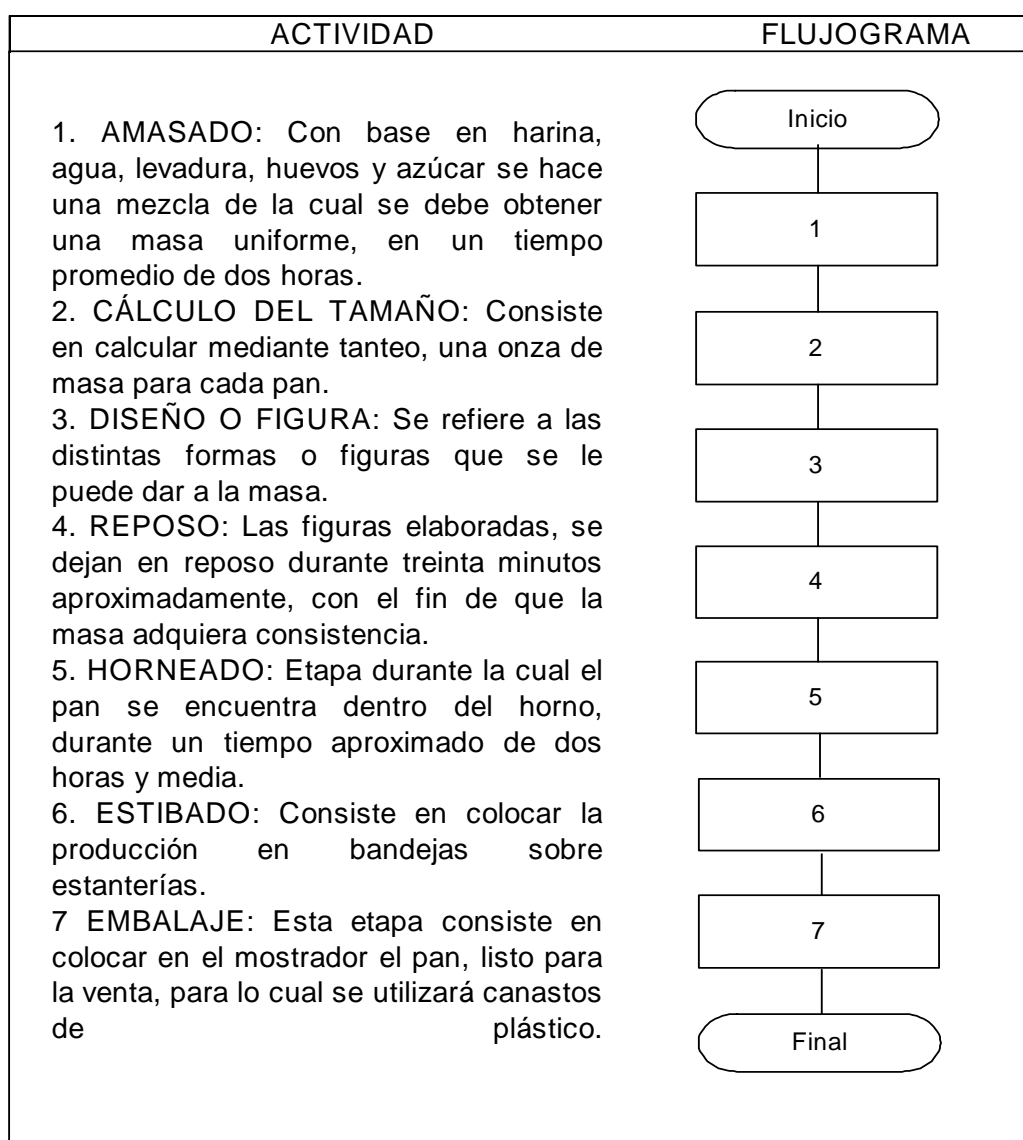 ACTIVIDAD FLUJOGRAMA
1. AMASADO: Con base en harina,
agua, levadura, huevos y azúcar se hace
una mezcla de la cual se debe obtener
una masa uniforme, en un tiempo
promedio de dos horas.
2. CÁLCULO DEL TAMAÑO: Consiste
en calcular mediante tanteo, una onza de
masa para cada pan.
3. DISEÑO O FIGURA: Se refiere a las
distintas formas o figuras que se le
puede dar a la masa.
4. REPOSO: Las figuras elaboradas, se
dejan en reposo durante treinta minutos
aproximadamente, con el fin de que la
masa adquiera consistencia.
5. HORNEADO: Etapa durante la cual el
pan se encuentra dentro del horno,
durante un tiempo aproximado de dos
horas y media.
6. ESTIBADO: Consiste en colocar la
producción en bandejas sobre
estanterías.
7 EMBALAJE: Esta etapa consiste en
colocar en el mostrador el pan, listo para
la venta, para lo cual se utilizará canastos
de plástico.
Inicio
1
2
3
4
5
6
7
Final